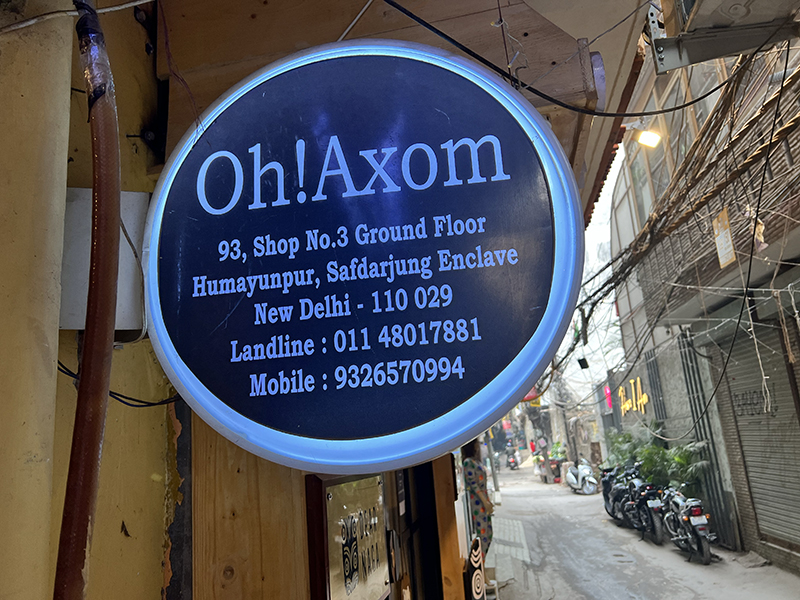 Oh!Axom
93, Shop No.3 Ground Floor
Humayunpur, Safdarjung Enclave
New Delhi - 110 029
Landline : 011 48017881
Mobile : 9326570994